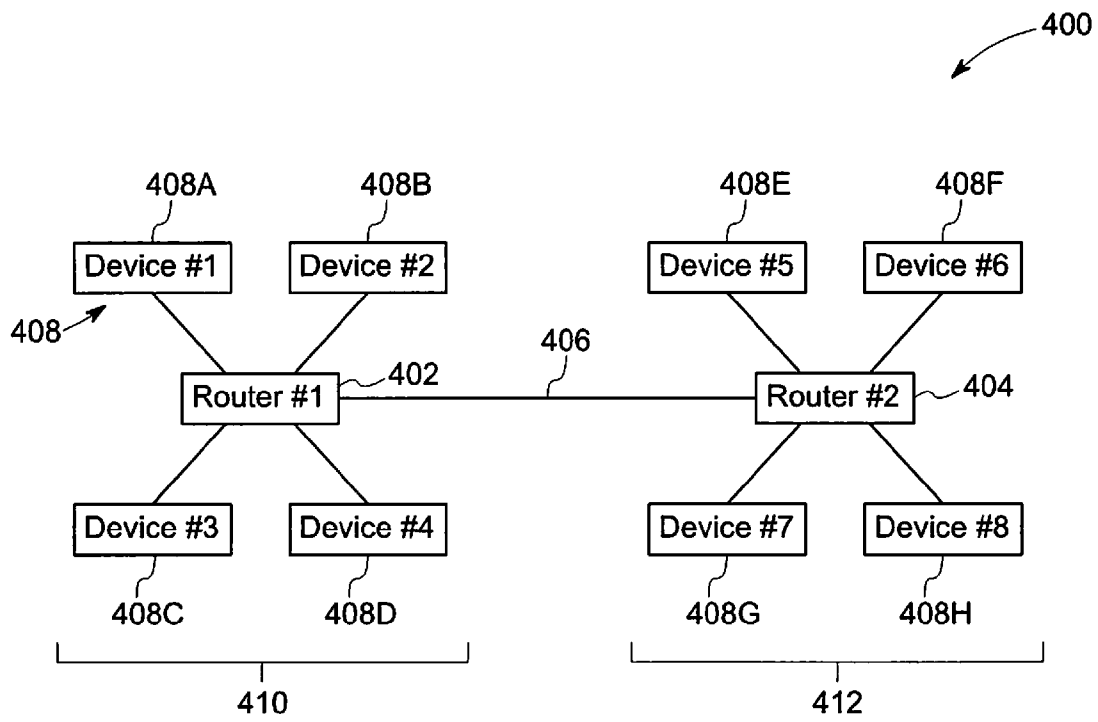 400
408A
408B
408E
408F
Device #1
Device #2
Device #5
Device #6
408
406
Router #1
402
Router #2
404
Device #3
Device #4
Device #7
Device #8
408C
408D
408G
408H
410
412